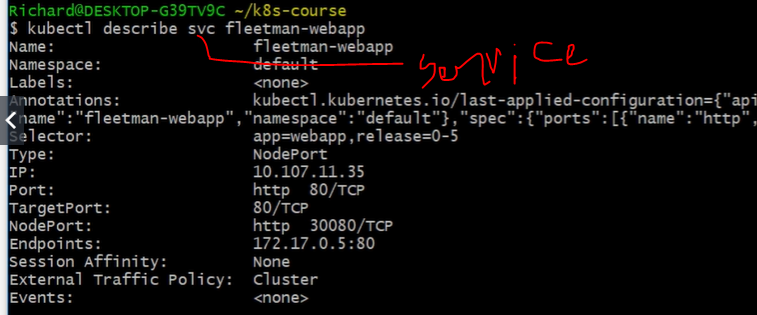 Richard@DESKTOP-G39TV9C ~/k8s-course
$ kubectl describe svc fleetman-webapp
Name: fleetman-webapp
Namespace: default
service
Labels: <none>
Annotations: kubectl.kubernetes.io/last-applied-configuration={"api
"name":"fleetman-webapp","namespace":"default"},"spec":{"ports":[{"name":"http",
Selector: app=webapp,release=0-5
Type: NodePort
IP: 10.107.11.35
Port: http 80/TCP
TargetPort: 80/TCP
NodePort: http 30080/TCP
Endpoints: 172.17.0.5:80
Session Affinity: None
External Traffic Policy: Cluster
Events: <none>